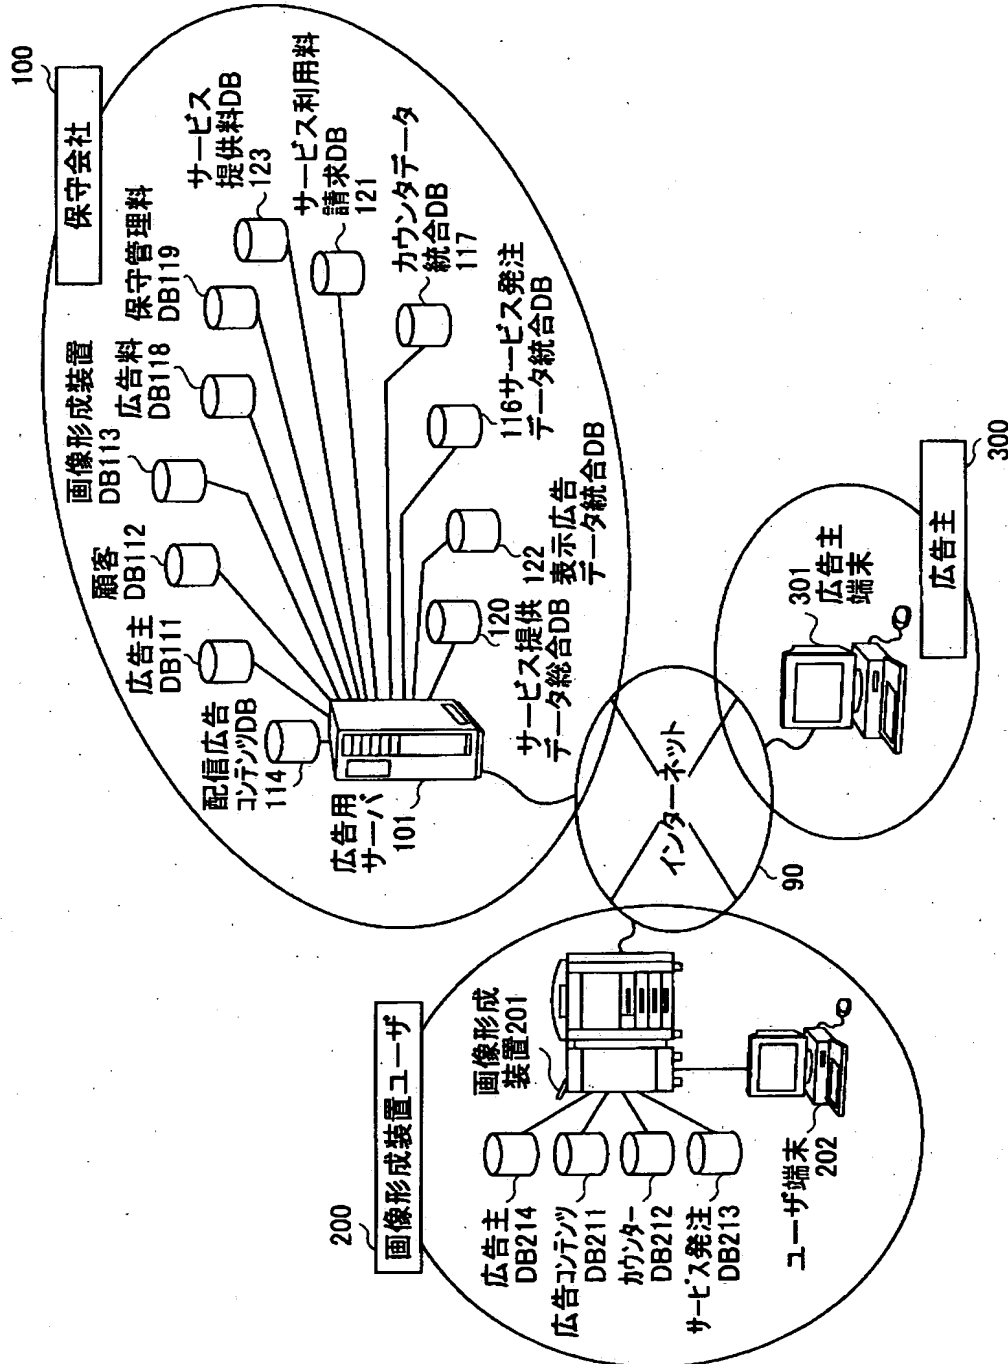 100
保守会社
サービス
提供料DB
123
サービス利用料
請求DB
121
カウンタデータ
統合DB
117
保守管理料
DB119
広告料
DB118
画像形成装置
DB113
顧客
DB112
広告主
DB111
配信広告
コンテンツDB
114
広告用
サーバ
101
116サービス発注
データ統合DB
122 表示広告
データ統合DB
120
サービス提供
データ総合DB
インターネット
90
301
広告主
端末
広告主
300
200
画像形成装置ユーザ
画像形成
装置201
広告主
DB214
広告コンテンツ
DB211
カウンター
DB212
サービス発注
DB213
ユーザ端末
202